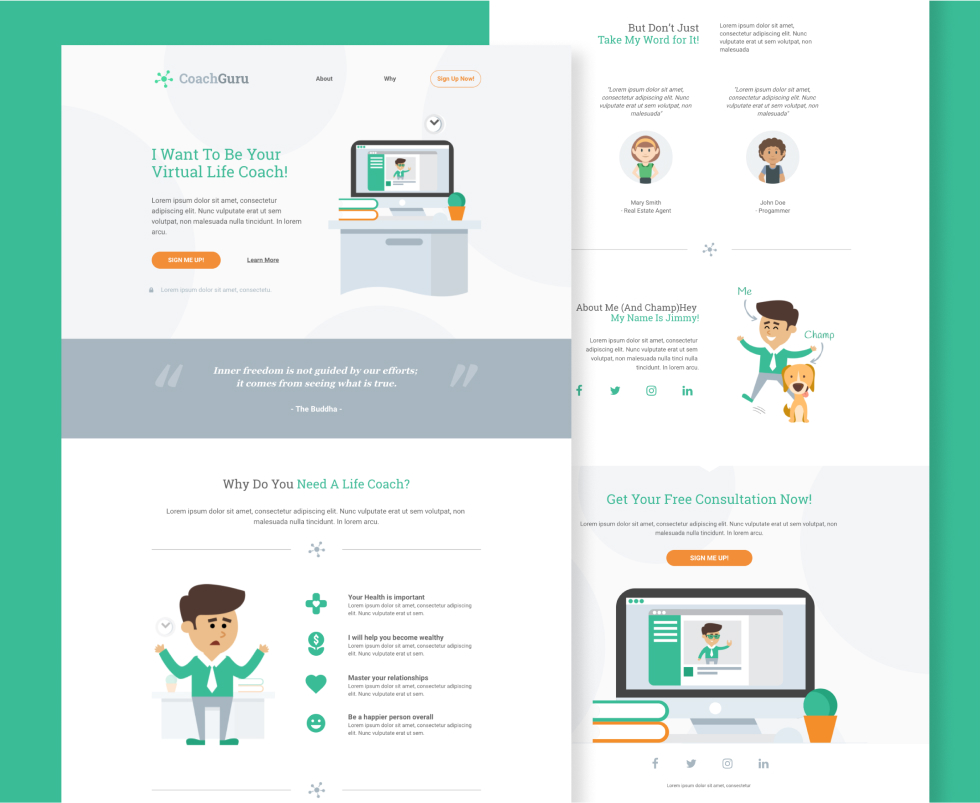 CoachGuru
About
Why
Sign Up Now!
I Want To Be Your
Virtual Life Coach!
Lorem ipsum dolor sit amet, consectetur
adipiscing elit. Nunc vulputate erat ut sem
volutpat, non malesuada nulla tincidunt. In lorem
arcu.
SIGN ME UP!
Learn More
Lorem ipsum dolor sit amet, consectetu.
Inner freedom is not guided by our efforts;
it comes from seeing what is true.
- The Buddha -
Why Do You Need A Life Coach?
Lorem ipsum dolor sit amet, consectetur adipiscing elit. Nunc vulputate erat ut sem volutpat, non
malesuada nulla tincidunt. In lorem arcu.
Your Health is important
Lorem ipsum dolor sit amet, consectetur adipiscing
elit. Nunc vulputate erat ut sem.
I will help you become wealthy
Lorem ipsum dolor sit amet, consectetur adipiscing
elit. Nunc vulputate erat ut sem.
Master your relationships
Lorem ipsum dolor sit amet, consectetur adipiscing
elit. Nunc vulputate erat ut sem.
Be a happier person overall
Lorem ipsum dolor sit amet, consectetur adipiscing
elit. Nunc vulputate erat ut sem.
But Don't Just
Take My Word for It!
Lorem ipsum dolor sit amet,
consectetur adipiscing elit. Nunc
vulputate erat ut sem volutpat, non
malesuada
"Lorem ipsum dolor sit amet,
consectetur adipiscing elit. Nunc
vulputate erat ut sem volutpat, non
malesuada"
Mary Smith
- Real Estate Agent
"Lorem ipsum dolor sit amet,
consectetur adipiscing elit. Nunc
vulputate erat ut sem volutpat, non
malesuada"
John Doe
- Progammer
About Me (And Champ)Hey
My Name Is Jimmy!
Lorem ipsum dolor sit amet, consectetur
adipiscing elit. Nunc vulputate erat ut sem
volutpat, non malesuada nulla
tincidunt. In lorem arcu.
Me
Champ
Get Your Free Consultation Now!
Lorem ipsum dolor sit amet, consectetur adipiscing elit. Nunc vulputate erat ut sem volutpat, non
malesuada nulla tincidunt. In lorem arcu.
SIGN ME UP!
Lorem ipsum dolor sit amet, consectetur